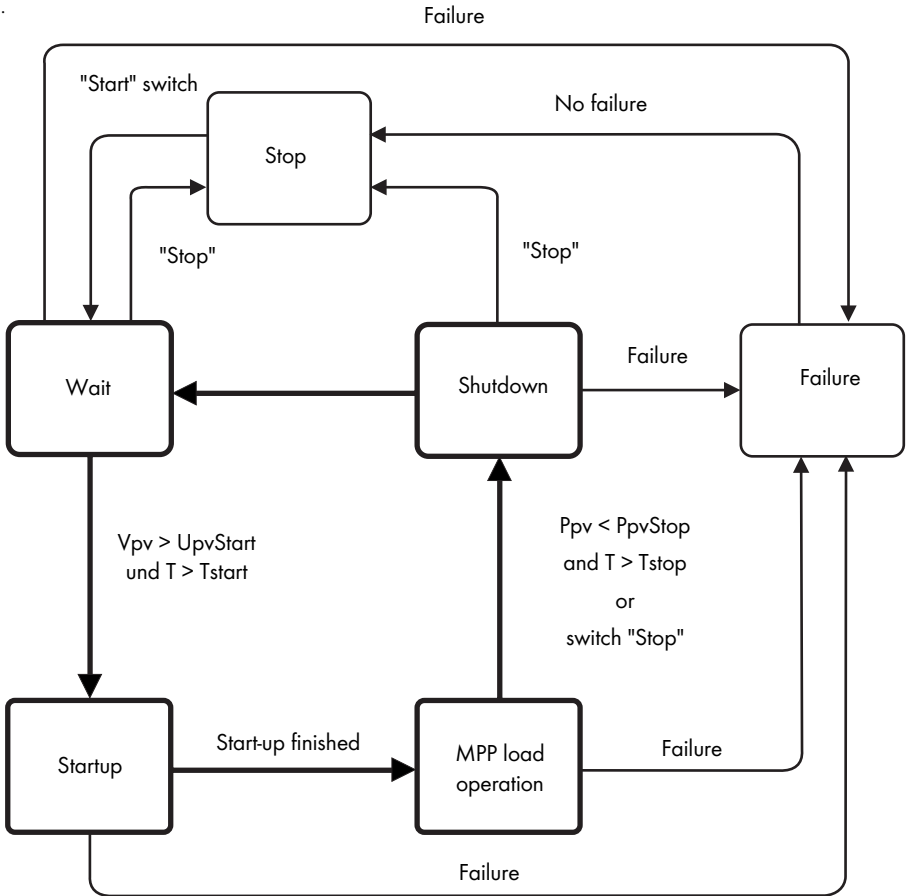 Failure
"Start" switch
No failure
Stop
"Stop"
"Stop"
Failure
Wait
Shutdown
Failure
Vpv > UpvStart
und T > Tstart
Ppv < PpvStop
and T > Tstop
or
switch "Stop"
Start-up finished
Startup
MPP load
operation
Failure
Failure